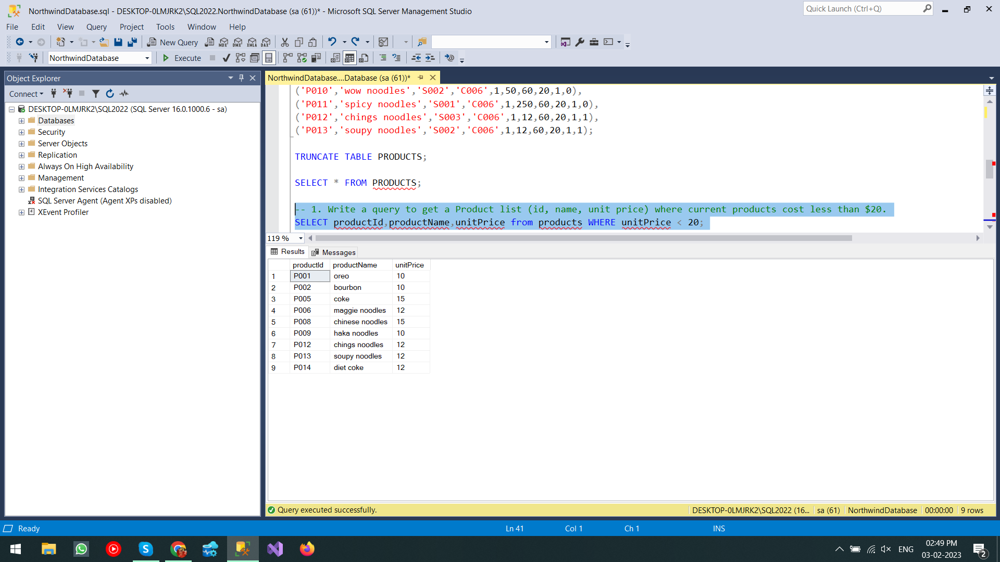 NorthwindDatabase.sql - DESKTOP-0LMJRK2\SQL2022.NorthwindDatabase (sa (61))* - Microsoft SQL Server Management Studio
Quick Launch (Ctrl+Q)
File Edit View Query Project Tools Window Help
New Query MDX DMX XMLA DAX
NorthwindDatabase Execute
Object Explorer
Connect
DESKTOP-0LMJRK2\SQL2022 (SQL Server 16.0.1000.6 - sa)
Databases
Security
Server Objects
Replication
Always On High Availability
Management
Integration Services Catalogs
SQL Server Agent (Agent XPs disabled)
XEvent Profiler
NorthwindDatabase....Database (sa (61))*
('P010','wow noodles','S002','C006',1,50,60,20,1,0),
('P011','spicy noodles','S001','C006',1,250,60,20,1,0),
('P012','chings noodles','S003','C006',1,12,60,20,1,1),
('P013','soupy noodles','S002','C006',1,12,60,20,1,1);
TRUNCATE TABLE PRODUCTS;
SELECT * FROM PRODUCTS;
-- 1. Write a query to get a Product list (id, name, unit price) where current products cost less than $20.
SELECT productId,productName,unitPrice from products WHERE unitPrice < 20;
119 %
Results Messages
productId productName unitPrice
1 P001 oreo 10
2 P002 bourbon 10
3 P005 coke 15
4 P006 maggie noodles 12
5 P008 chinese noodles 15
6 P009 haka noodles 10
7 P012 chings noodles 12
8 P013 soupy noodles 12
9 P014 diet coke 12
Query executed successfully. DESKTOP-0LMJRK2\SQL2022 (16... sa (61) NorthwindDatabase 00:00:00 9 rows
Ready Ln 41 Col 1 Ch 1 INS
ENG
02:49 PM
03-02-2023
2